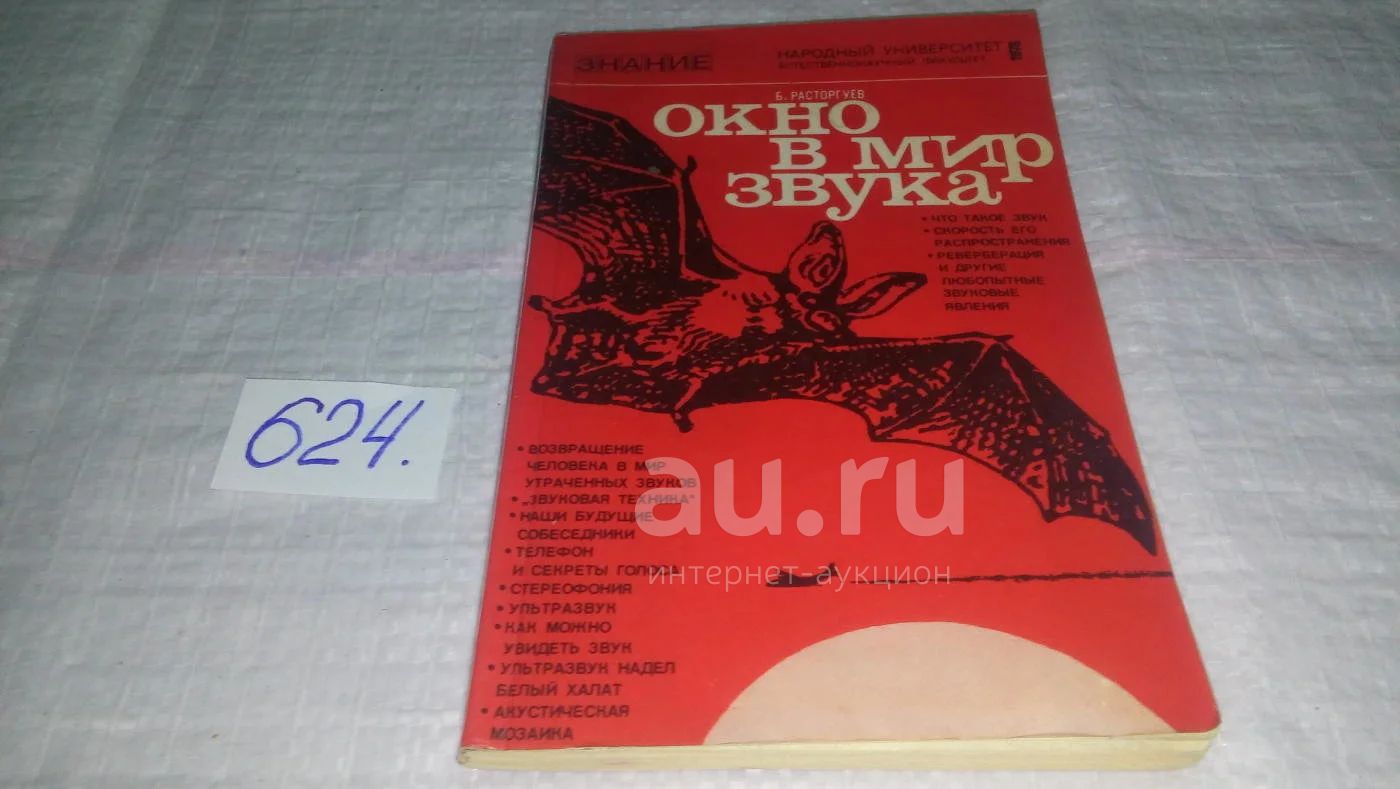 ЗНАНИЕ
НАРОДНЫЙ УНИВЕРСИТЕТ
ЕСТЕСТВЕННОНАУЧНЫЙ ФАКУЛЬТЕТ
Б. РАСТОРГУЕВ
ОКНО
В МИР
ЗВУКА
• ЧТО ТАКОЕ ЗВУК
• СКОРОСТЬ ЕГО
РАСПРОСТРАНЕНИЯ
• РЕВЕРБЕРАЦИЯ
И ДРУГИЕ
ЛЮБОПЫТНЫЕ
ЗВУКОВЫЕ
ЯВЛЕНИЯ
624.
• ВОЗВРАЩЕНИЕ
ЧЕЛОВЕКА В МИР
УТРАЧЕННЫХ ЗВУКОВ
• „ЗВУКОВАЯ ТЕХНИКА"
• НАШИ БУДУЩИЕ
СОБЕСЕДНИКИ
• ТЕЛЕФОН
И СЕКРЕТЫ ГОЛОСА
• СТЕРЕОФОНИЯ
• УЛЬТРАЗВУК
• КАК МОЖНО
УВИДЕТЬ ЗВУК
• УЛЬТРАЗВУК НАДЕЛ
БЕЛЫЙ ХАЛАТ
• АКУСТИЧЕСКАЯ
МОЗАИКА
au.ru
интернет-аукцион